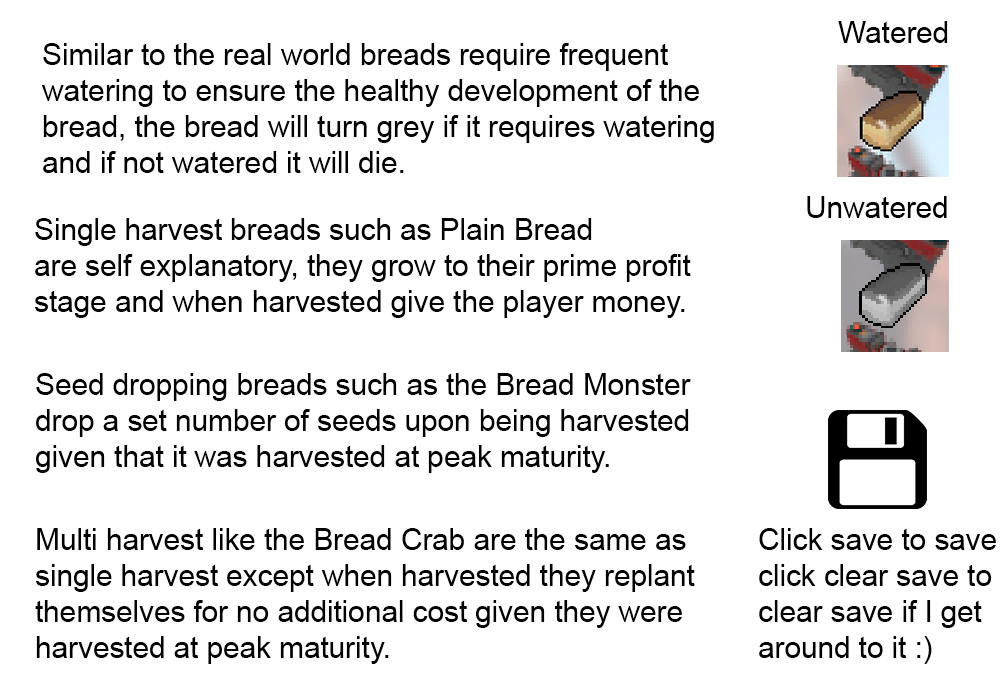 Similar to the real world breads require frequent
watering to ensure the healthy development of the
bread, the bread will turn grey if it requires watering
and if not watered it will die.
Single harvest breads such as Plain Bread
are self explanatory, they grow to their prime profit
stage and when harvested give the player money.
Seed dropping breads such as the Bread Monster
drop a set number of seeds upon being harvested
given that it was harvested at peak maturity.
Multi harvest like the Bread Crab are the same as
single harvest except when harvested they replant
themselves for no additional cost given they were
harvested at peak maturity.
Watered
Unwatered
Click save to save
click clear save to
clear save if I get
around to it :)